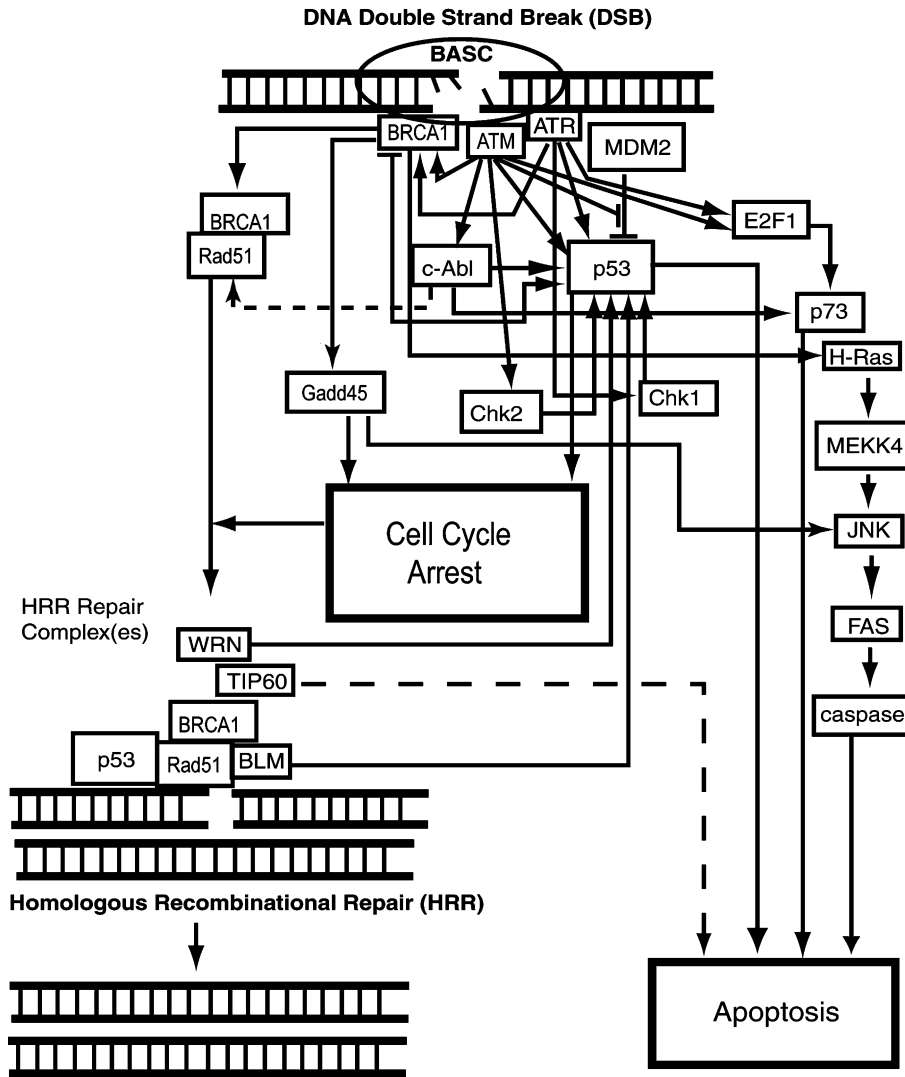 DNA Double Strand Break (DSB)
BASC
BRCA1
ATM
ATR
MDM2
BRCA1
Rad51
E2F1
c-Abl
p53
p73
H-Ras
Gadd45
Chk2
Chk1
MEKK4
Cell Cycle
Arrest
JNK
HRR Repair
Complex(es)
WRN
FAS
TIP60
BRCA1
caspase
p53
Rad51
BLM
Homologous Recombinational Repair (HRR)
Apoptosis